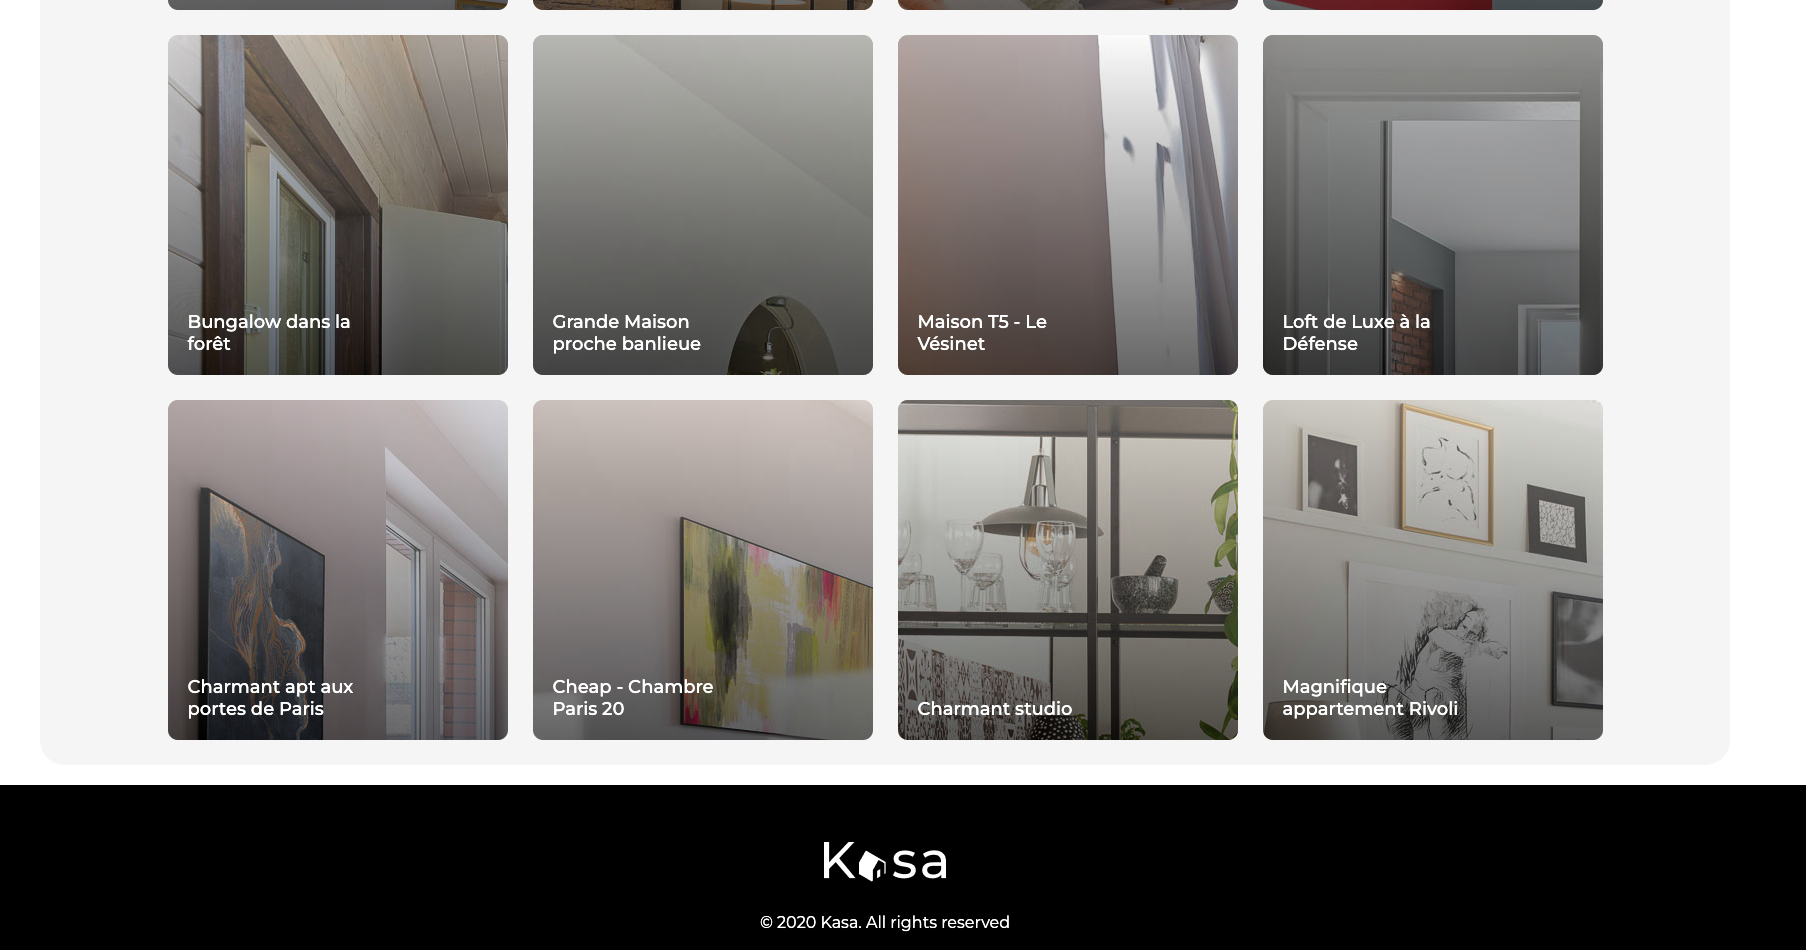 Bungalow dans la
forêt
Grande Maison
proche banlieue
Maison T5 - Le
Vésinet
Loft de Luxe à la
Défense
Charmant apt aux
portes de Paris
Cheap - Chambre
Paris 20
Charmant studio
Magnifique
appartement Rivoli
Kasa
© 2020 Kasa. All rights reserved